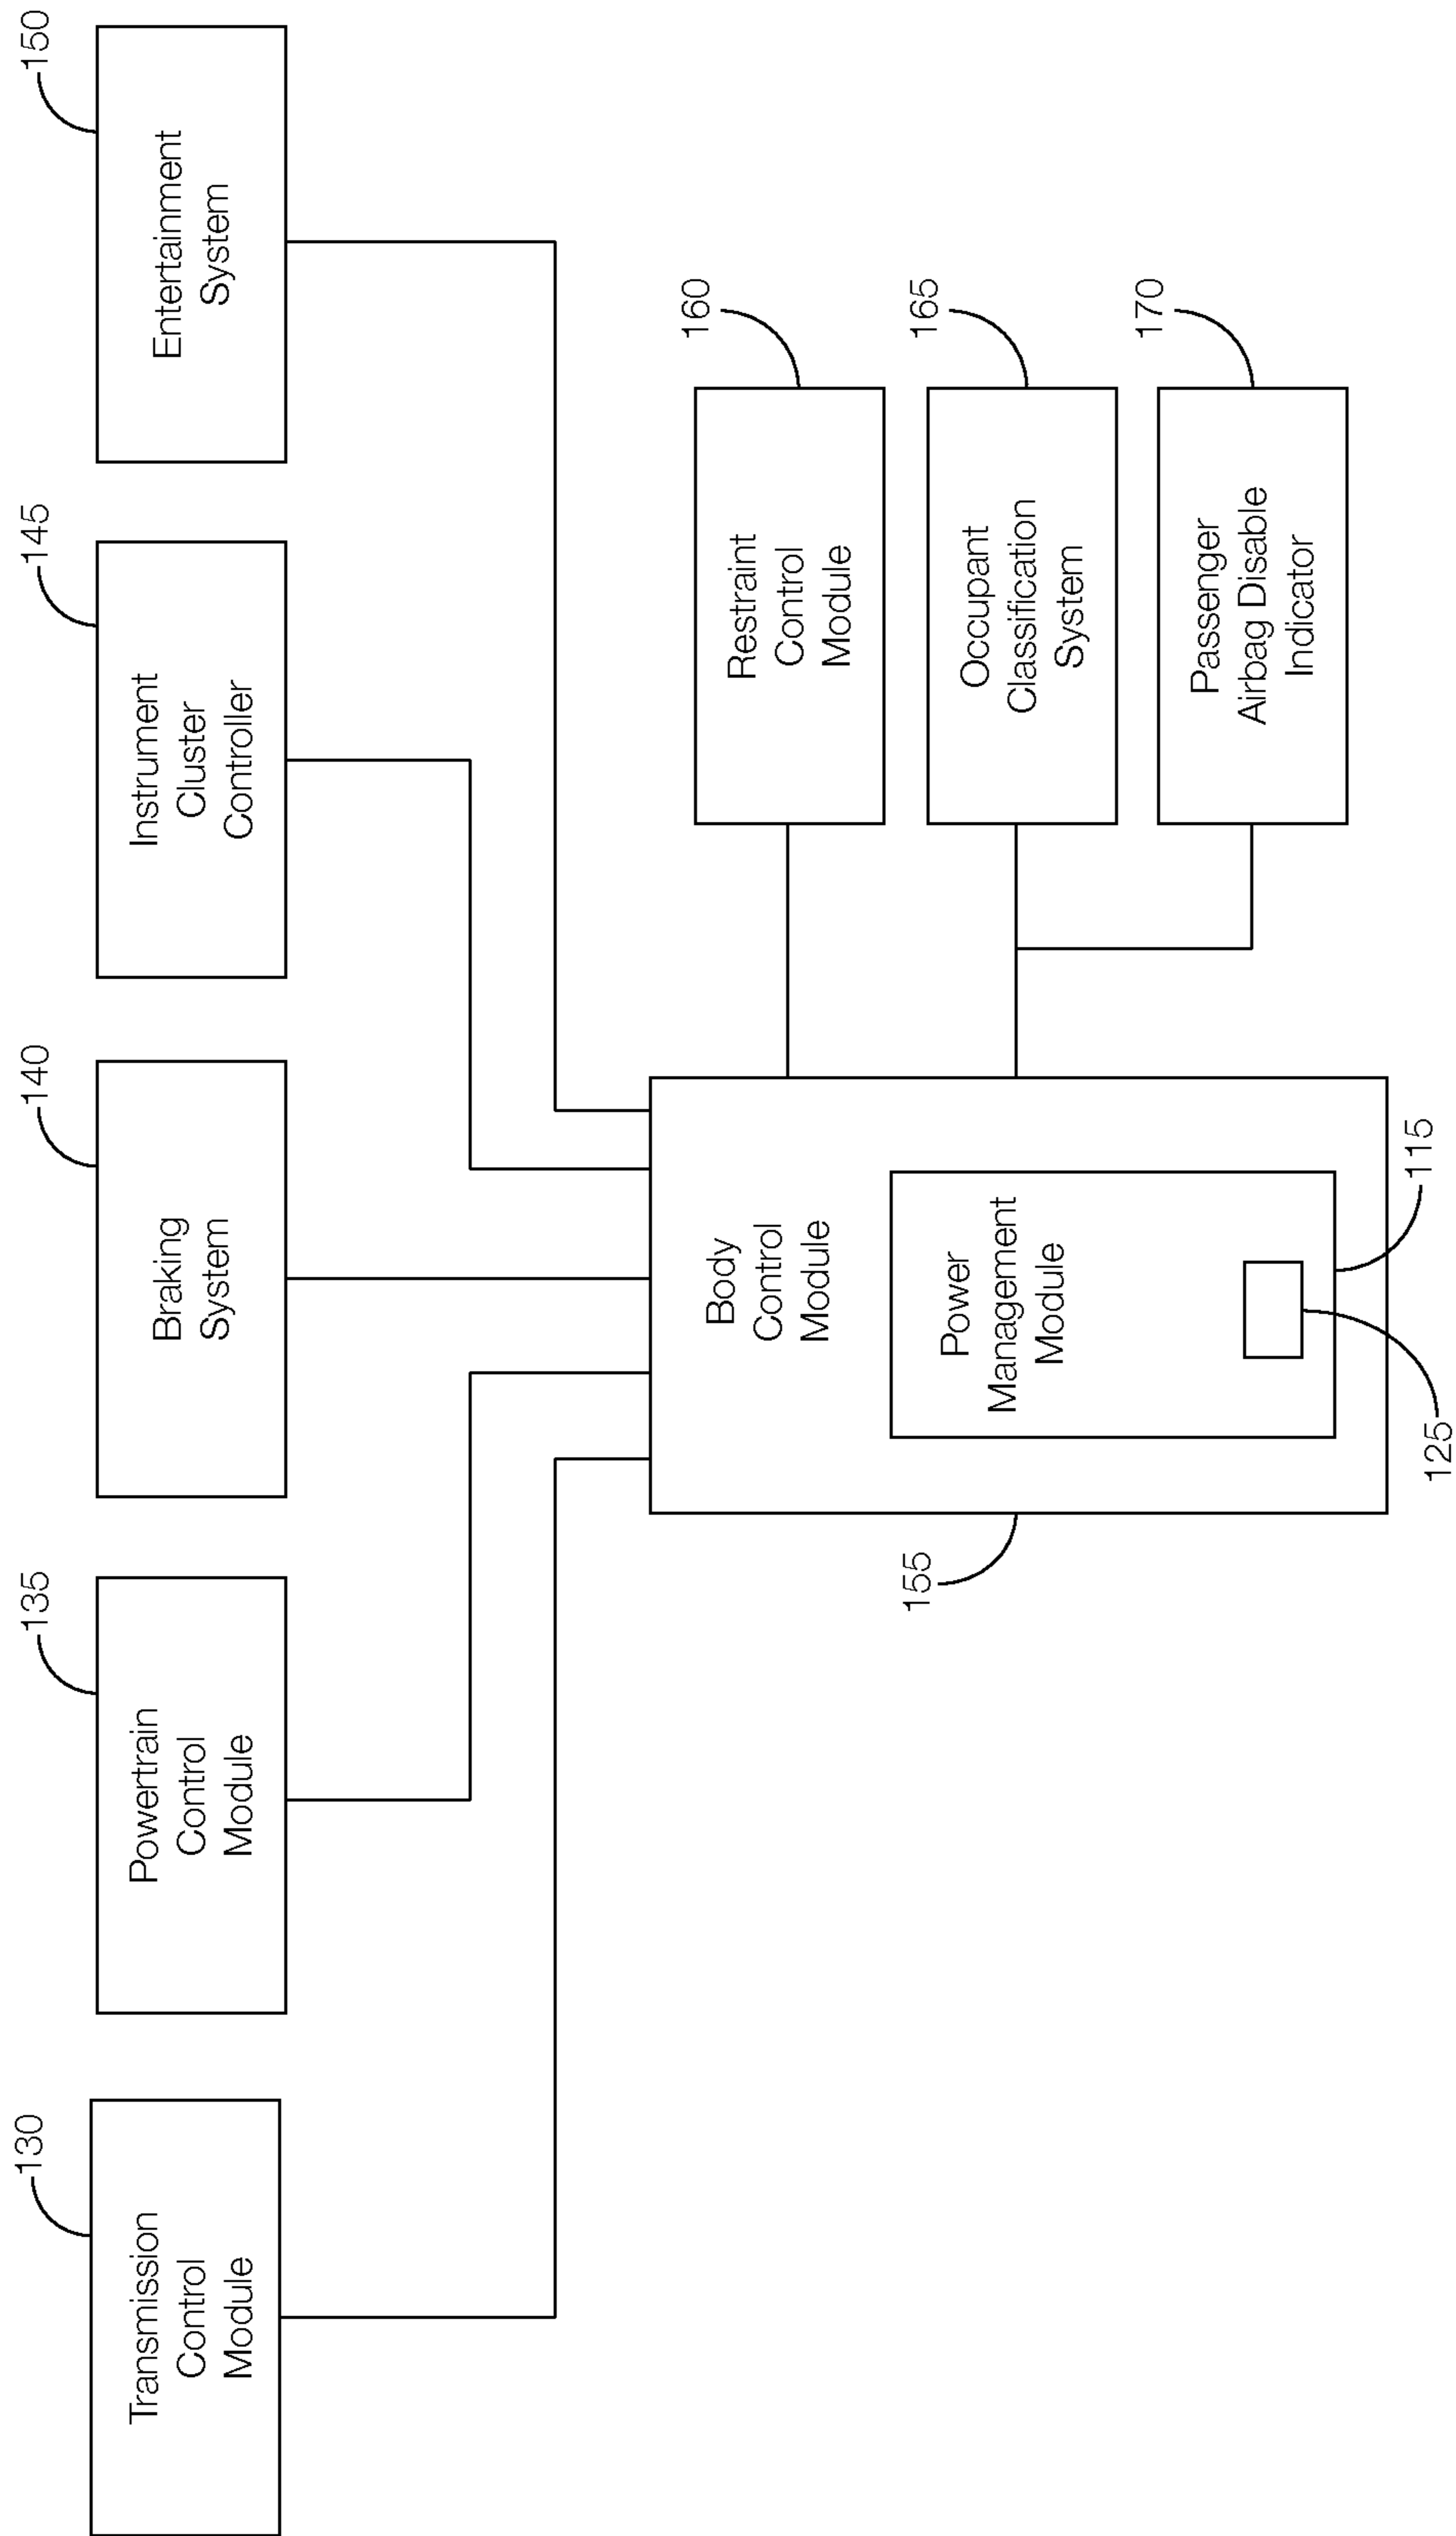 130
Transmission
Control
Module
135
Powertrain
Control
Module
140
Braking
System
145
Instrument
Cluster
Controller
150
Entertainment
System
155
Body
Control
Module
Power
Management
Module
125
115
160
Restraint
Control
Module
165
Occupant
Classification
System
170
Passenger
Airbag Disable
Indicator